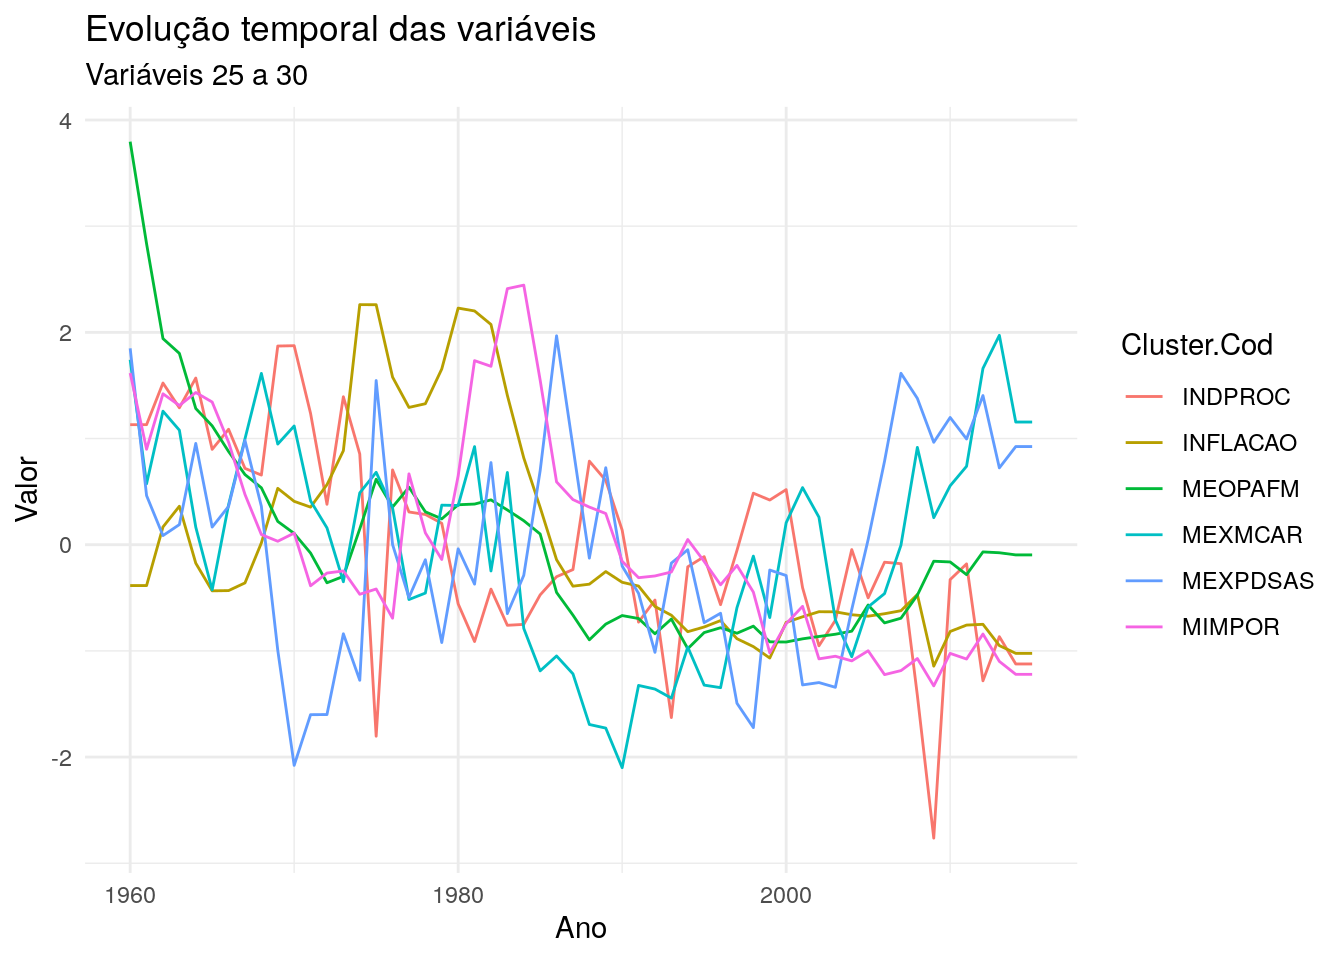 Evolução temporal das variáveis
Variáveis 25 a 30
4
2
0
-2
Valor
1960
1980
2000
Ano
Cluster.Cod
INDPROC
INFLACAO
MEOPAFM
MEXMCAR
MEXPDSAS
MIMPOR